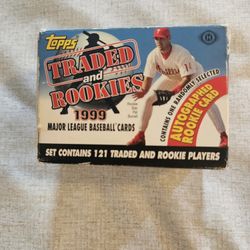 Topps
TRADED
and
ROOKIES
1999
MAJOR LEAGUE BASEBALL CARDS
CONTAINS ONE RANDOMLY SELECTED
AUTOGRAPHED
ROOKIE CARD
SET CONTAINS 121 TRADED AND ROOKIE PLAYERS